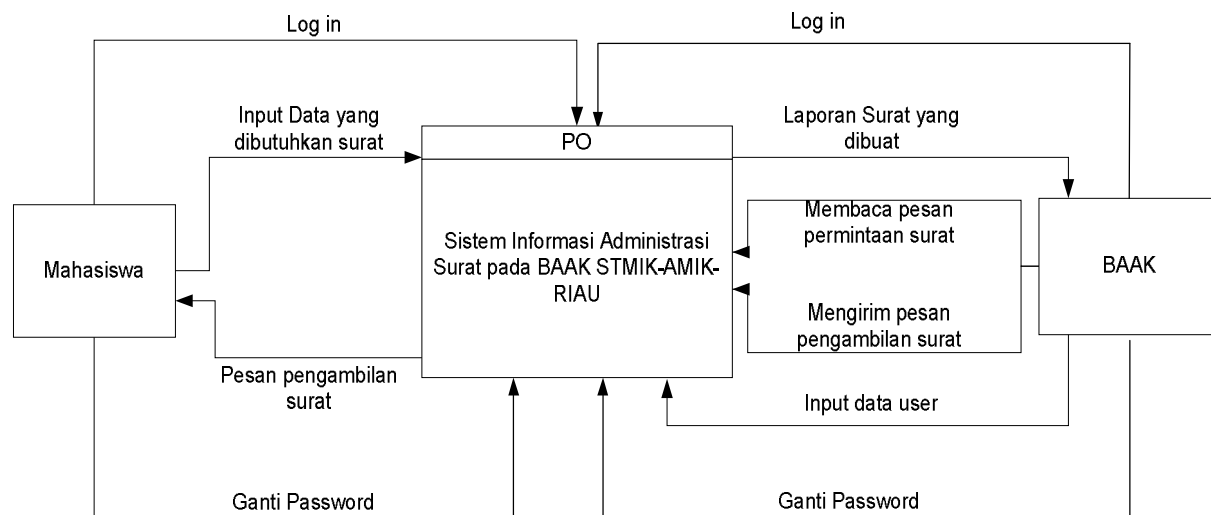 Log in
Log in
Input Data yang
dibutuhkan surat
PO
Laporan Surat yang
dibuat
Mahasiswa
Sistem Informasi Administrasi
Surat pada BAAK STMIK-AMIK-
RIAU
Membaca pesan
permintaan surat
BAAK
Mengirim pesan
pengambilan surat
Pesan pengambilan
surat
Input data user
Ganti Password
Ganti Password